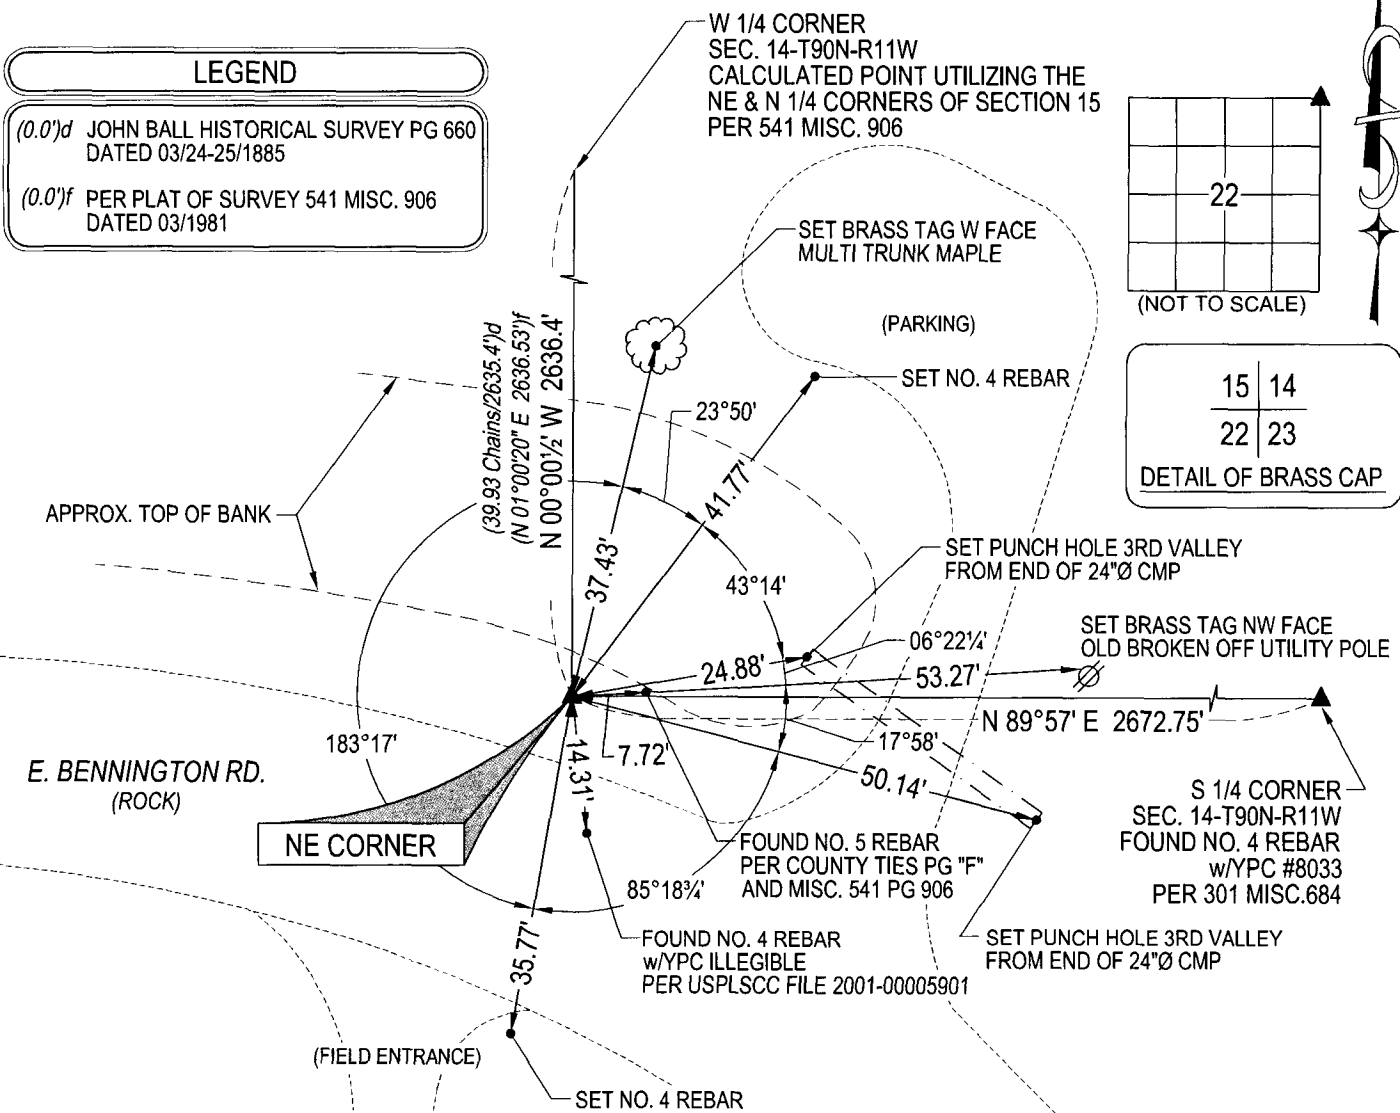 W 1/4 CORNER
SEC. 14-T90N-R11W
CALCULATED POINT UTILIZING THE
NE & N 1/4 CORNERS OF SECTION 15
PER 541 MISC. 906
LEGEND
(0.0')d JOHN BALL HISTORICAL SURVEY PG 660
DATED 03/24-25/1885
(0.0')f PER PLAT OF SURVEY 541 MISC. 906
DATED 03/1981
22
(NOT TO SCALE)
SET BRASS TAG W FACE
MULTI TRUNK MAPLE
(PARKING)
SET NO. 4 REBAR
15 14
22 23
DETAIL OF BRASS CAP
(39.93 Chains/2635.4')d
(N 01°00'20" E 2636.53')f
N 00°00½' W 2636.4'
23°50'
41.77'
37.43'
APPROX. TOP OF BANK
SET PUNCH HOLE 3RD VALLEY
FROM END OF 24"Ø CMP
43°14'
06°22¼'
SET BRASS TAG NW FACE
OLD BROKEN OFF UTILITY POLE
24.88'
53.27'
N 89°57' E 2672.75'
17°58'
183°17'
7.72'
14.31'
50.14'
E. BENNINGTON RD.
(ROCK)
NE CORNER
S 1/4 CORNER
SEC. 14-T90N-R11W
FOUND NO. 4 REBAR
w/YPC #8033
PER 301 MISC.684
FOUND NO. 5 REBAR
PER COUNTY TIES PG "F"
AND MISC. 541 PG 906
85°18¾'
35.77'
FOUND NO. 4 REBAR
w/YPC ILLEGIBLE
PER USPLSCC FILE 2001-00005901
SET PUNCH HOLE 3RD VALLEY
FROM END OF 24"Ø CMP
(FIELD ENTRANCE)
SET NO. 4 REBAR